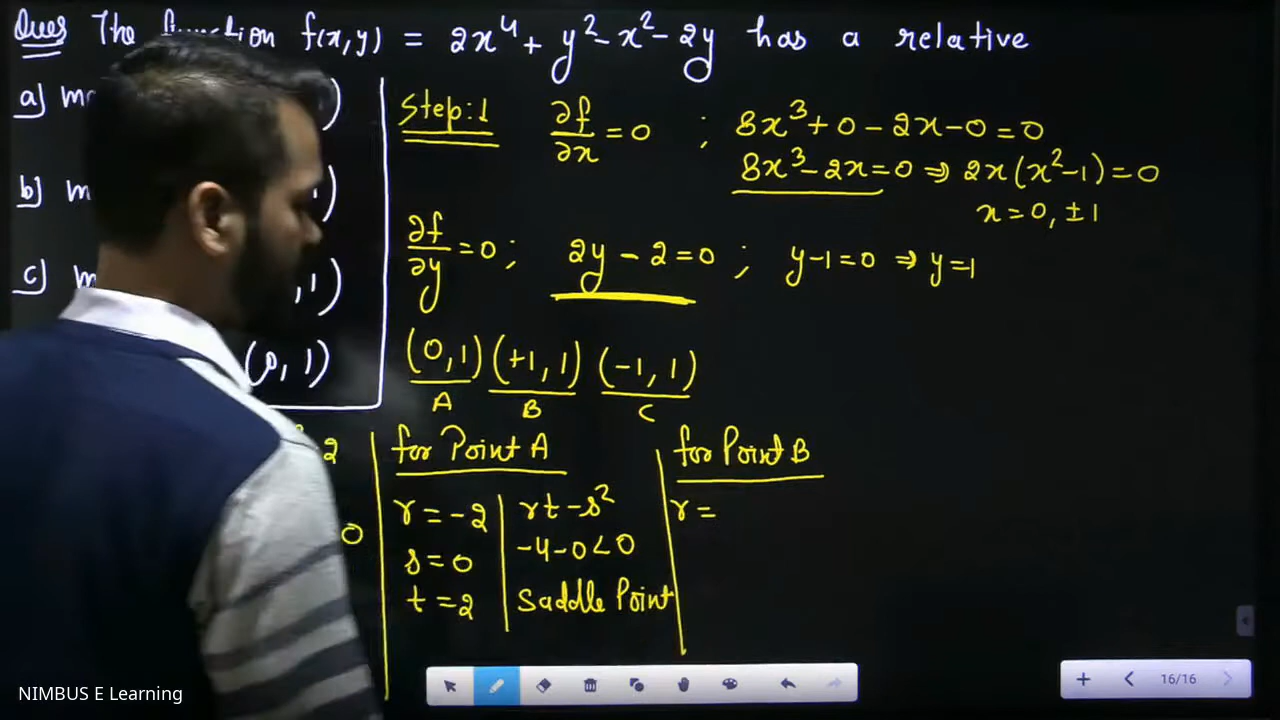 Ques The function f(x,y) = 2x⁴ + y² - x² - 2y has a relative
a)
b)
c) , 1)
(0, 1)
Step:1 ∂f/∂x = 0 ; 8x³ + 0 - 2x - 0 = 0
8x³ - 2x = 0 ⇒ 2x(x² - 1) = 0
x = 0, ±1
∂f/∂y = 0 ; 2y - 2 = 0 ; y - 1 = 0 ⇒ y = 1
(0, 1) (+1, 1) (-1, 1)
A B C
-2
0
for Point A
r = -2
s = 0
t = 2
rt - s²
-4 - 0 < 0
Saddle Point
for Point B
r =
16/16
NIMBUS E Learning